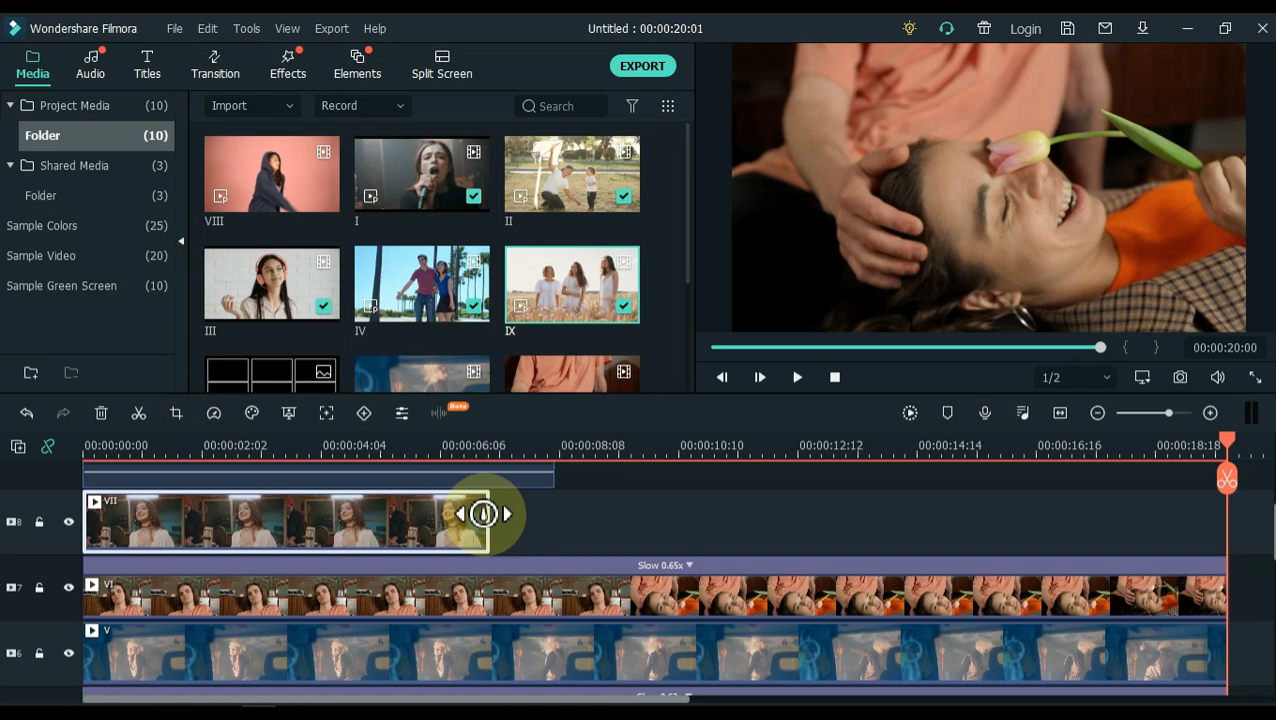 Wondershare Filmora File Edit Tools View Export Help Untitled : 00:00:20:01 Login
Media Audio Titles Transition Effects Elements Split Screen EXPORT
Project Media (10)
Folder (10)
Shared Media (3)
Folder (3)
Sample Colors (25)
Sample Video (20)
Sample Green Screen (10)
Import Record Search
VIII I II
III IV IX
00:00:20:00
1/2
Beta
00:00:00:00 00:00:02:02 00:00:04:04 00:00:06:06 00:00:08:08 00:00:10:10 00:00:12:12 00:00:14:14 00:00:16:16 00:00:18:18
8 VII
Slow 0.65x
7 VI
6 V